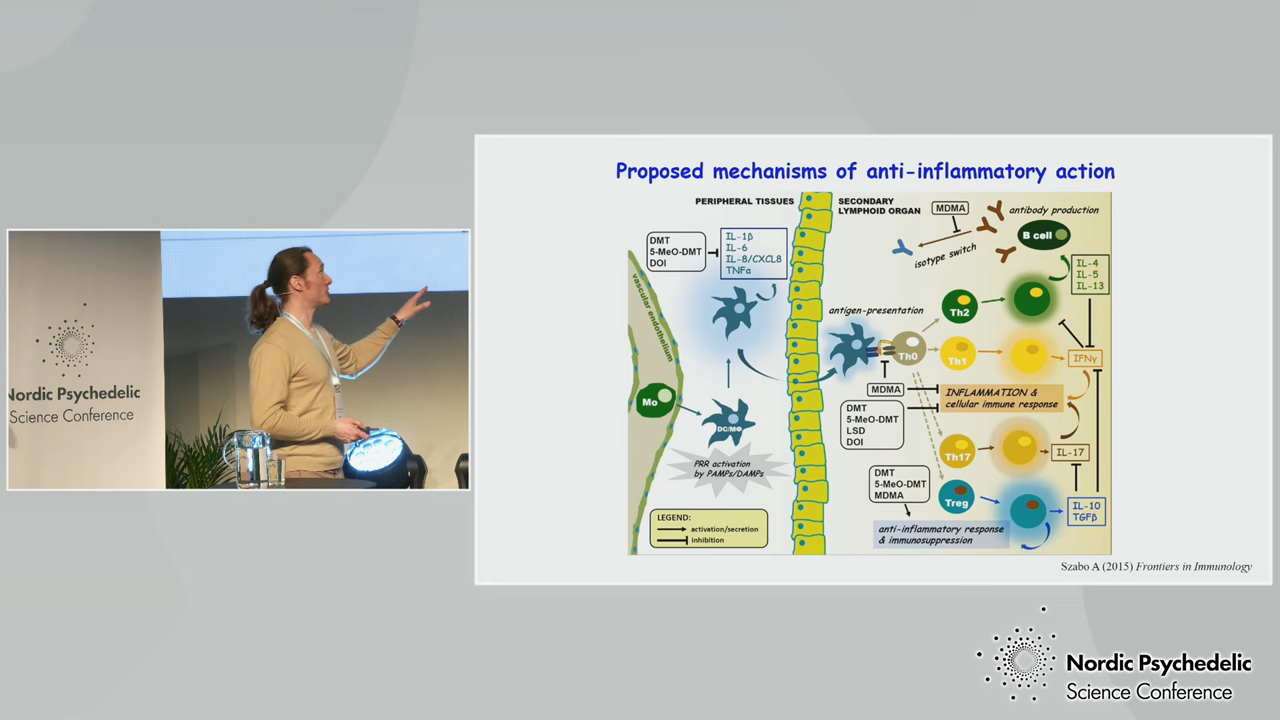 Nordic Psychedelic
Science Conference
Proposed mechanisms of anti-inflammatory action
PERIPHERAL TISSUES
SECONDARY
LYMPHOID ORGAN
MDMA
antibody production
B cell
isotype switch
DMT
5-MeO-DMT
DOI
IL-1β
IL-6
IL-8/CXCL8
TNFα
IL-4
IL-5
IL-13
vascular endothelium
antigen-presentation
Th2
Th0
Th1
IFNγ
MDMA
INFLAMMATION &
cellular immune response
DMT
5-MeO-DMT
LSD
DOI
Mo
DC/MΦ
Th17
IL-17
PRR activation
by PAMPs/DAMPs
DMT
5-MeO-DMT
MDMA
Treg
IL-10
TGFβ
anti-inflammatory response
& immunosuppression
LEGEND:
activation/secretion
inhibition
Szabo A (2015) Frontiers in Immunology
Nordic Psychedelic
Science Conference